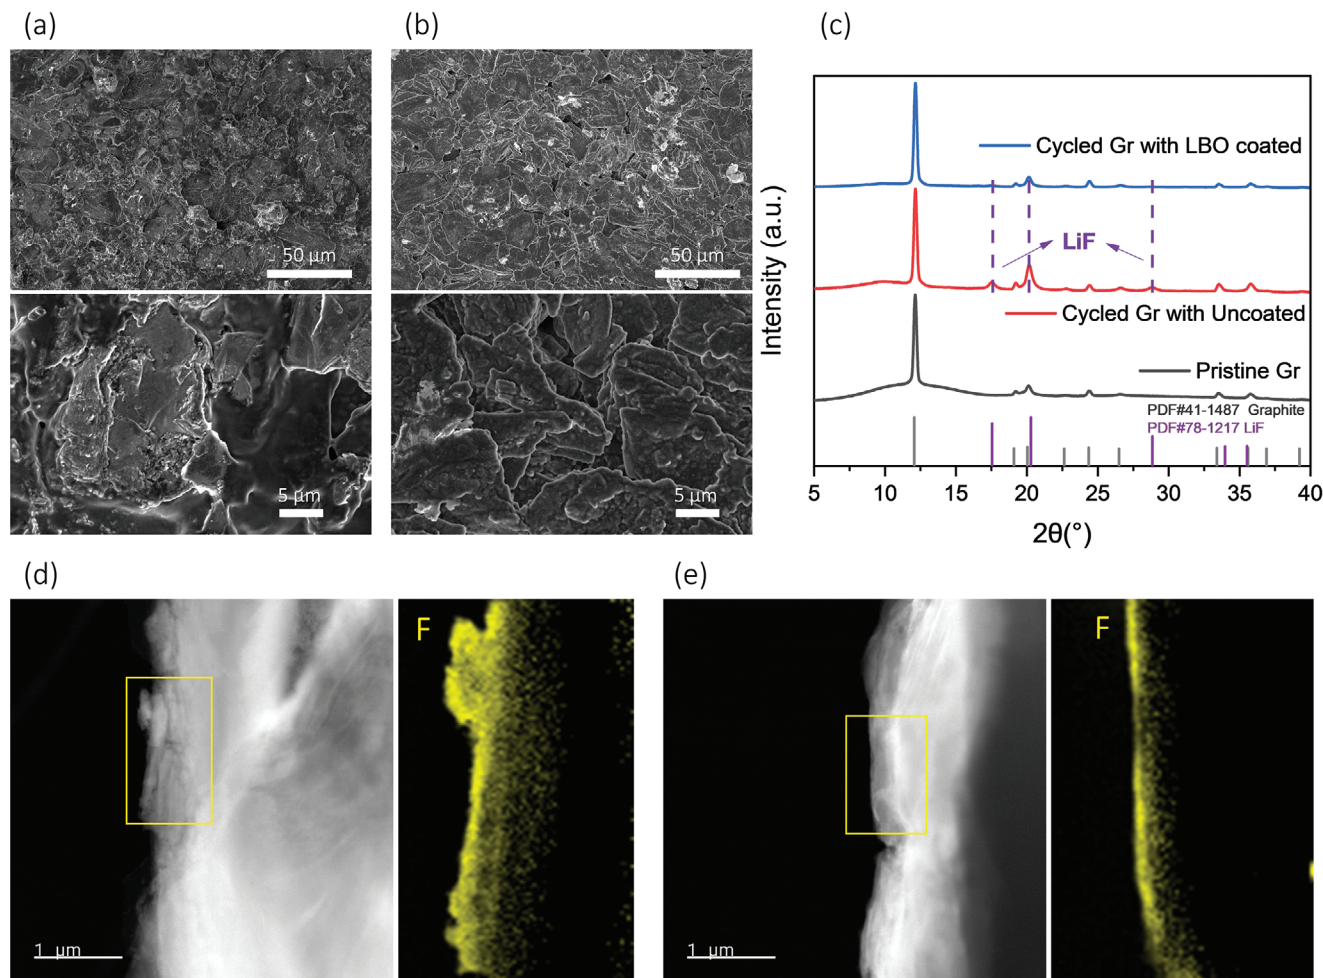 (a)
(b)
(c)
50 µm
50 µm
5 µm
5 µm
Intensity (a.u.)
Cycled Gr with LBO coated
LiF
Cycled Gr with Uncoated
Pristine Gr
PDF#41-1487 Graphite
PDF#78-1217 LiF
5 10 15 20 25 30 35 40
2θ(°)
(d)
(e)
F
F
1 µm
1 µm